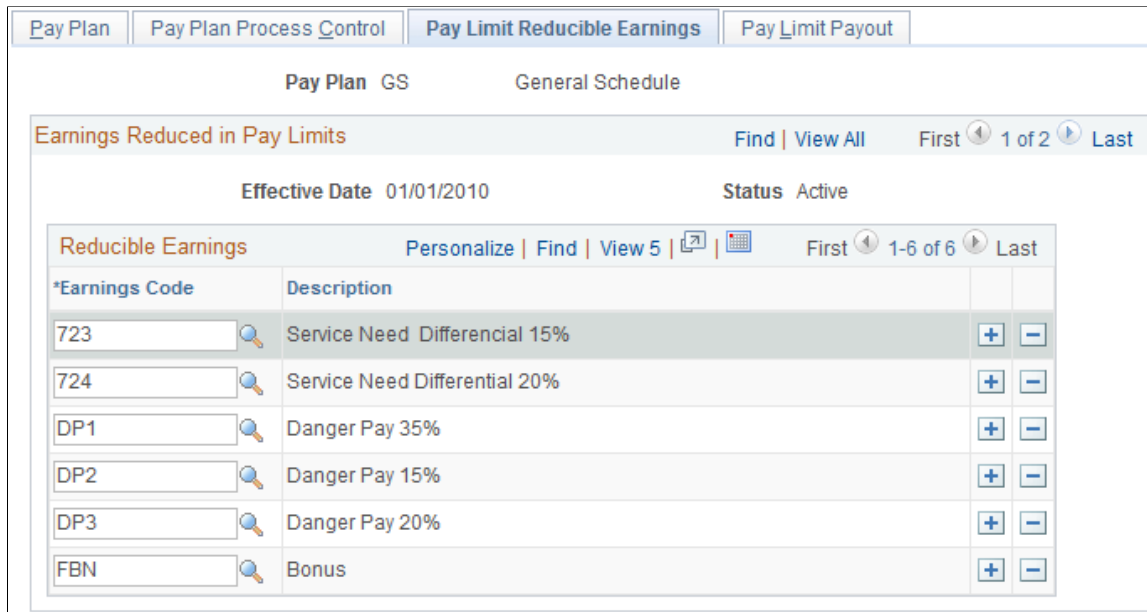 Pay Plan Pay Plan Process Control Pay Limit Reducible Earnings Pay Limit Payout
Pay Plan GS General Schedule
Earnings Reduced in Pay Limits Find | View All First 1 of 2 Last
Effective Date 01/01/2010 Status Active
Reducible Earnings Personalize | Find | View 5 | | First 1-6 of 6 Last
*Earnings Code Description
723 Service Need Differencial 15%
724 Service Need Differential 20%
DP1 Danger Pay 35%
DP2 Danger Pay 15%
DP3 Danger Pay 20%
FBN Bonus